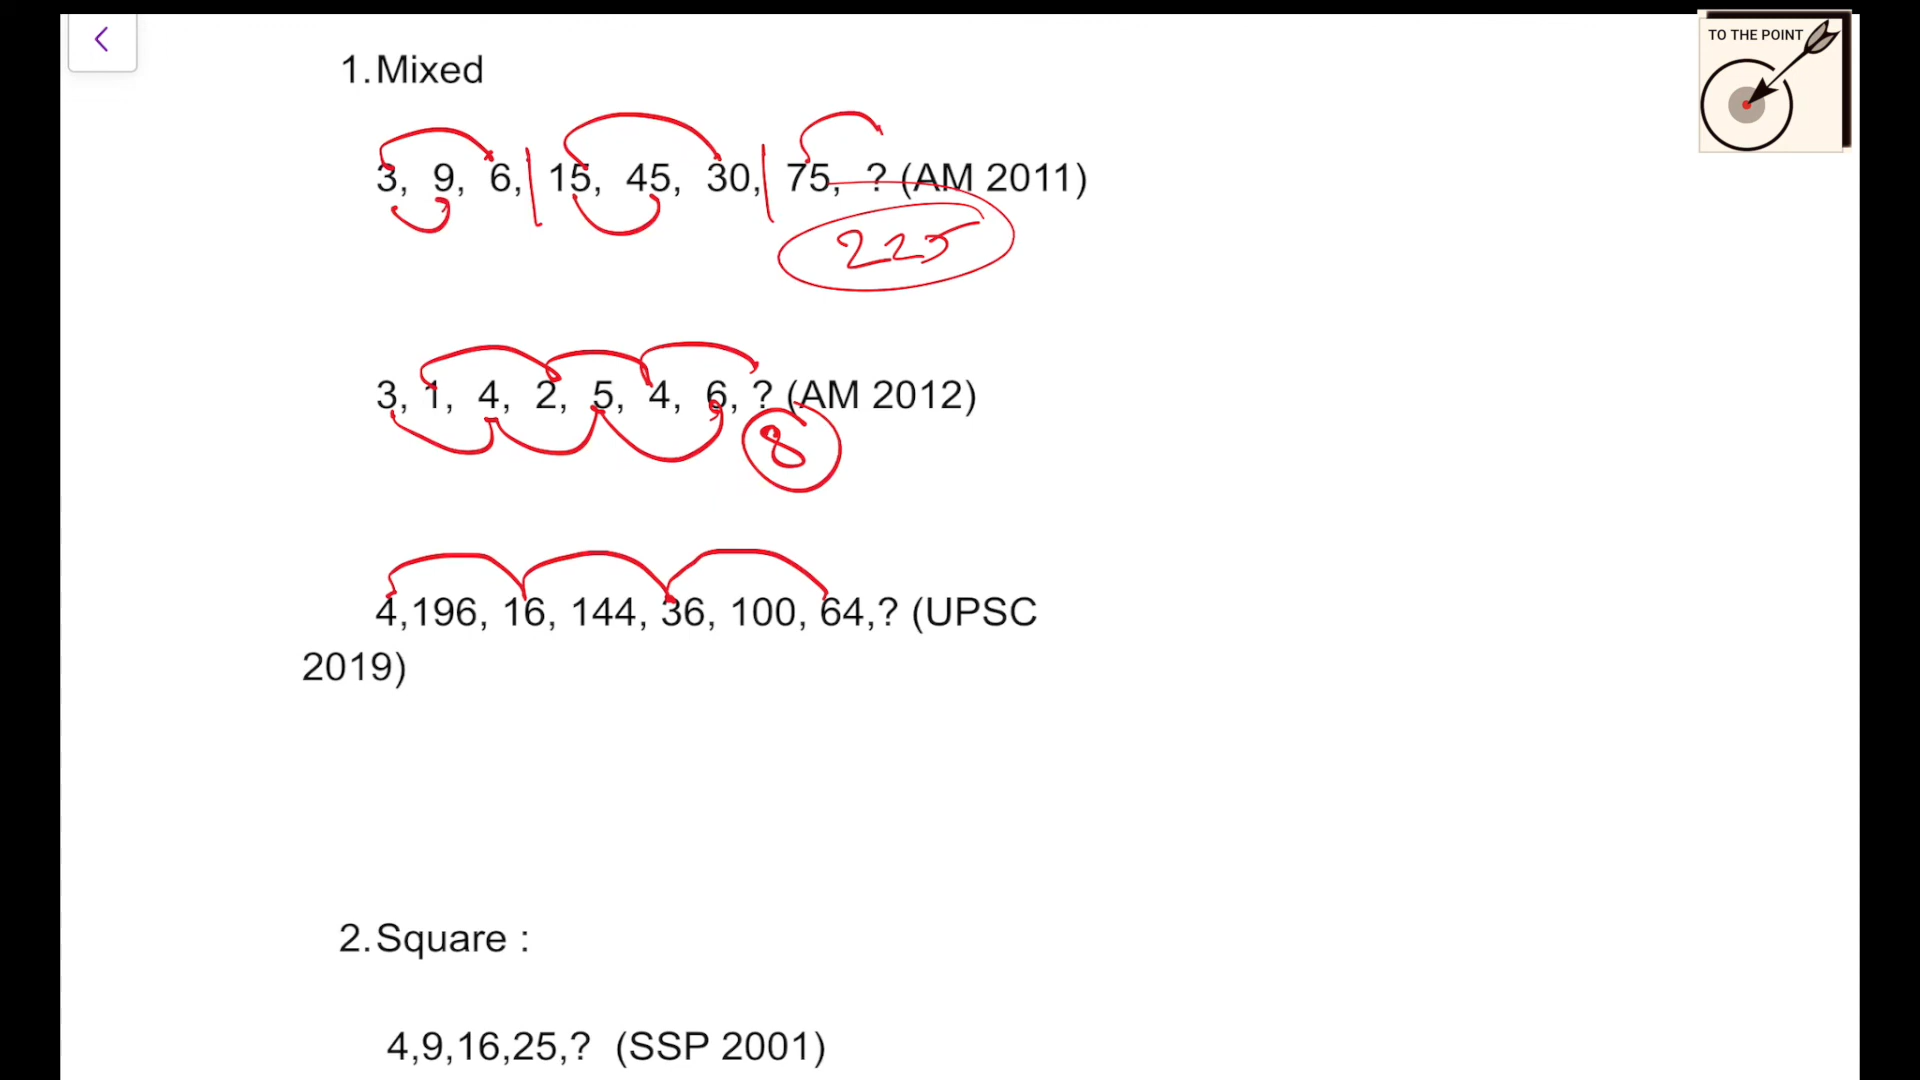 TO THE POINT
1. Mixed
3, 9, 6, 15, 45, 30, 75, ? (AM 2011)
225
3, 1, 4, 2, 5, 4, 6, ? (AM 2012)
8
4,196, 16, 144, 36, 100, 64,? (UPSC
2019)
2. Square :
4,9,16,25,? (SSP 2001)